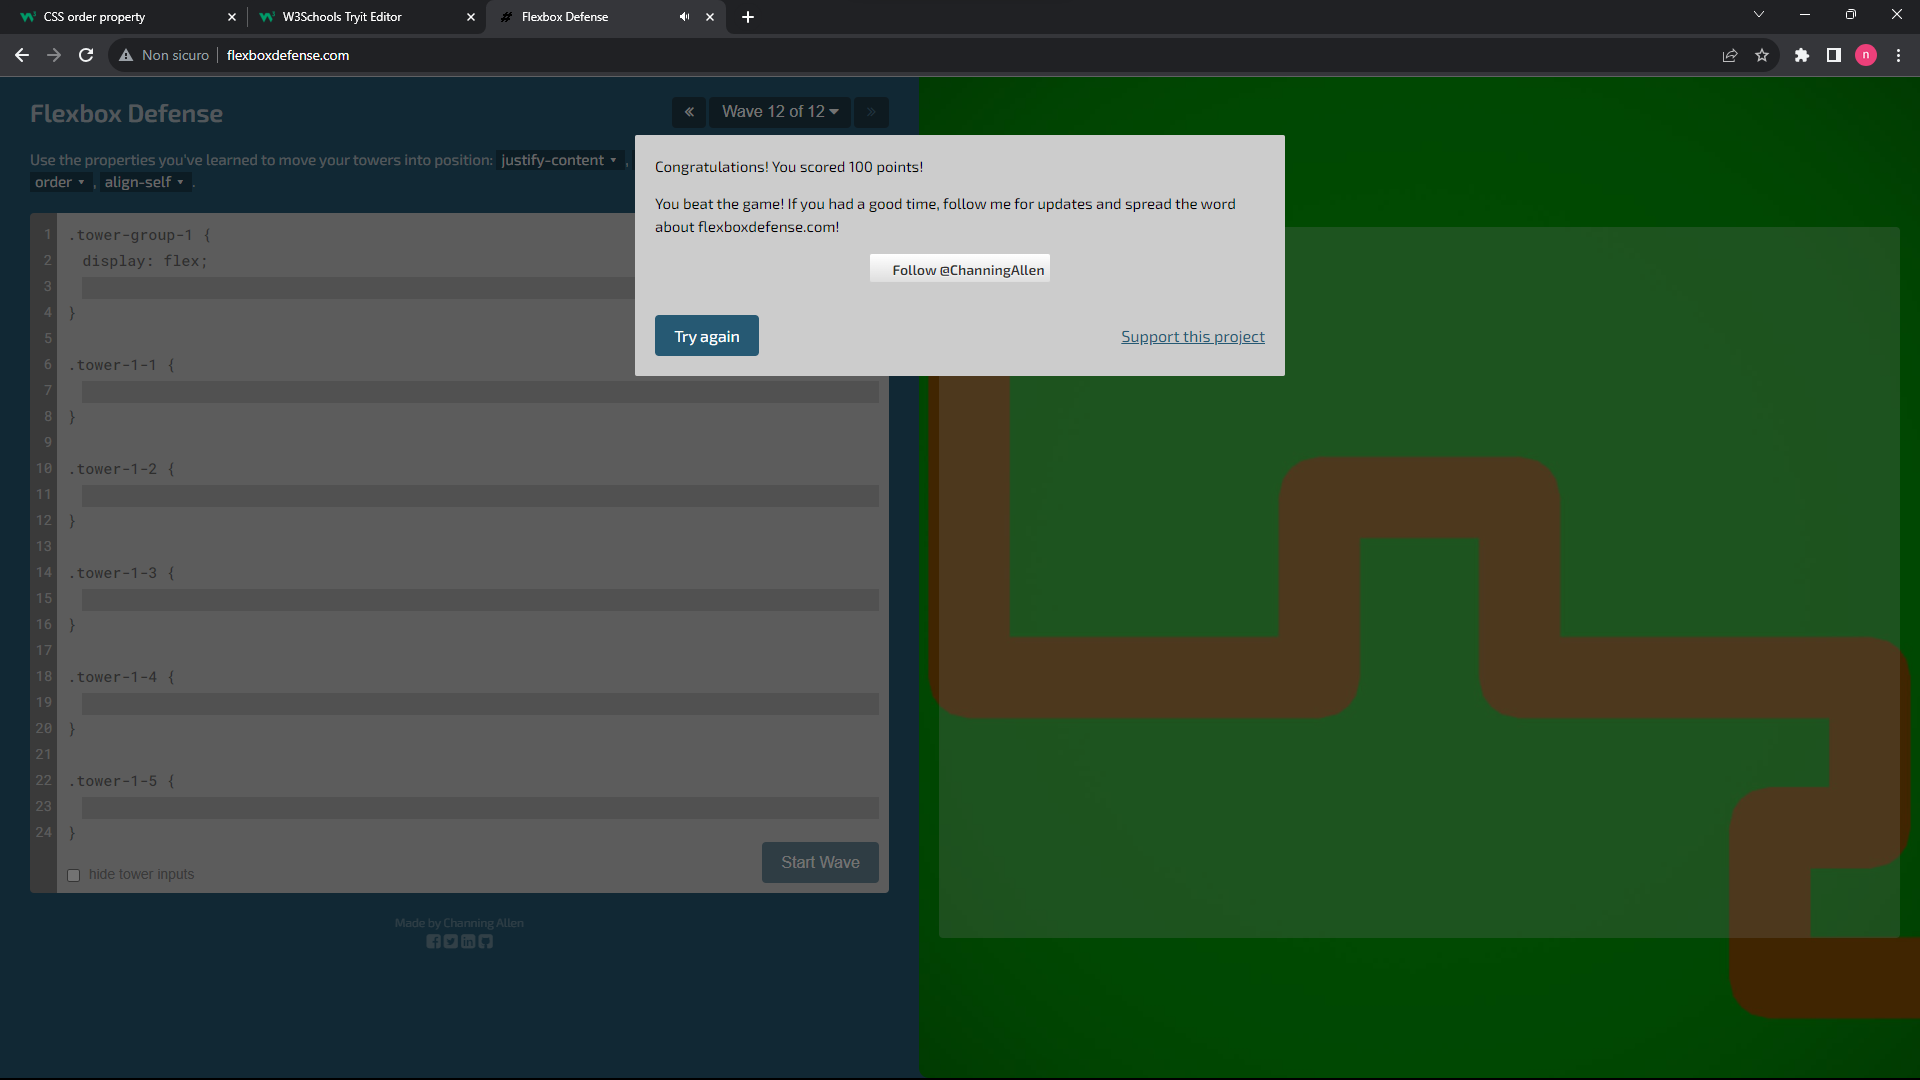 CSS order property
W3Schools Tryit Editor
Flexbox Defense
Non sicuro
flexboxdefense.com
n
Flexbox Defense
Wave 12 of 12
Use the properties you've learned to move your towers into position: justify-content ,
order , align-self .
Congratulations! You scored 100 points!
You beat the game! If you had a good time, follow me for updates and spread the word
about flexboxdefense.com!
Follow @ChanningAllen
Try again
Support this project
1 .tower-group-1 {
2 display: flex;
3
4 }
5
6 .tower-1-1 {
7
8 }
9
10 .tower-1-2 {
11
12 }
13
14 .tower-1-3 {
15
16 }
17
18 .tower-1-4 {
19
20 }
21
22 .tower-1-5 {
23
24 }
hide tower inputs
Start Wave
Made by Channing Allen